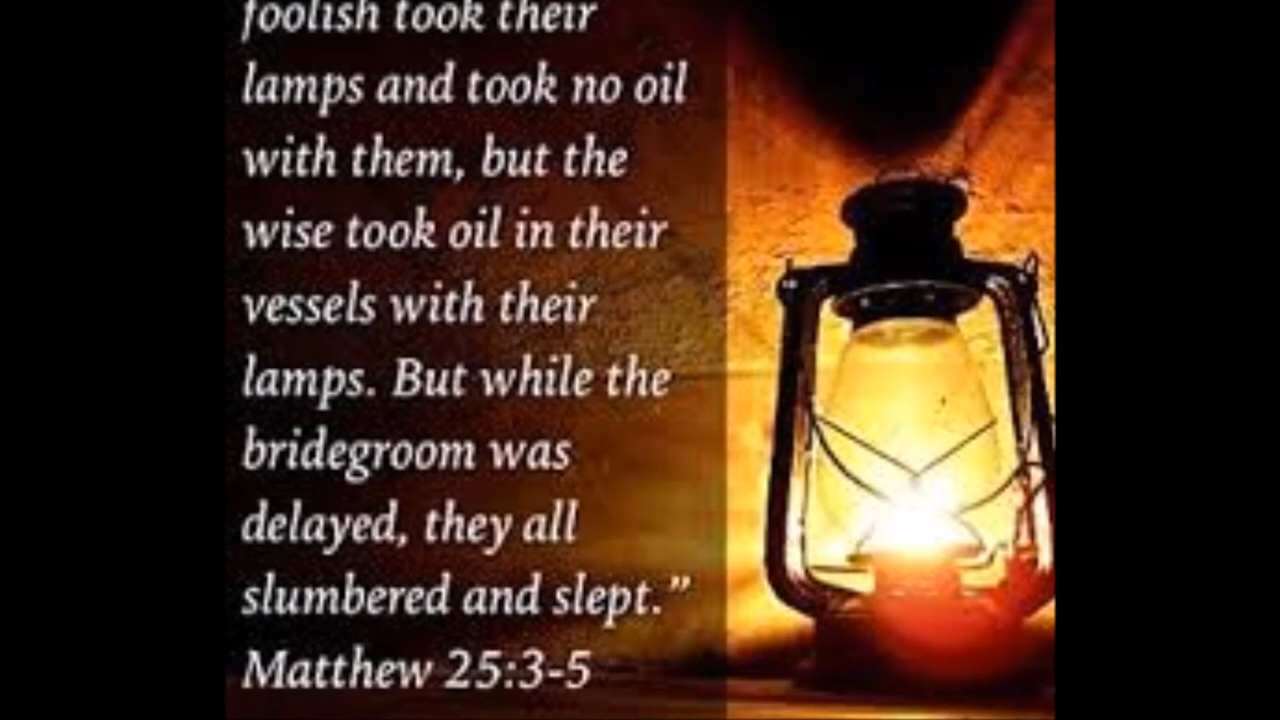 foolish took their
lamps and took no oil
with them, but the
wise took oil in their
vessels with their
lamps. But while the
bridegroom was
delayed, they all
slumbered and slept.”
Matthew 25:3-5